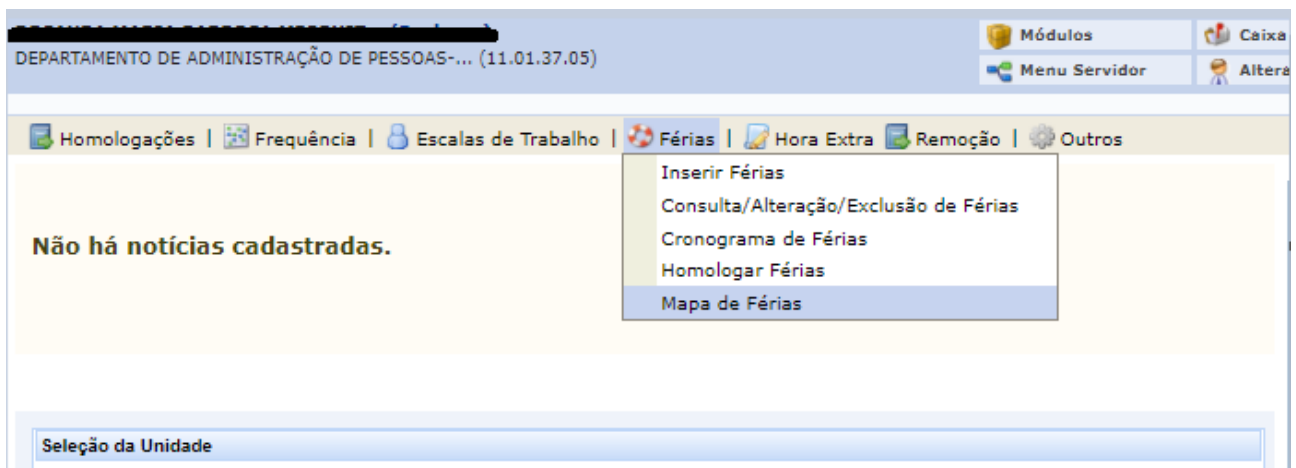 Módulos
Caixa
DEPARTAMENTO DE ADMINISTRAÇÃO DE PESSOAS-... (11.01.37.05)
Menu Servidor
Altera
Homologações | Frequência | Escalas de Trabalho | Férias | Hora Extra Remoção | Outros
Inserir Férias
Consulta/Alteração/Exclusão de Férias
Cronograma de Férias
Homologar Férias
Mapa de Férias
Não há notícias cadastradas.
Seleção da Unidade